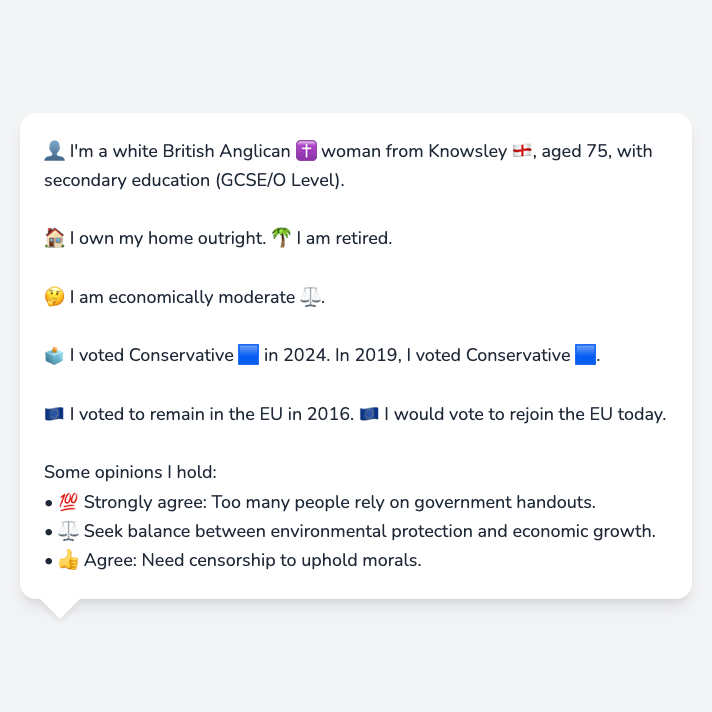 👤 I'm a white British Anglican ✝️ woman from Knowsley 🏴󠁧󠁢󠁥󠁮󠁧󠁿, aged 75, with
secondary education (GCSE/O Level).
🏠 I own my home outright. 🌴 I am retired.
🤔 I am economically moderate ⚖️.
🗳️ I voted Conservative 🟦 in 2024. In 2019, I voted Conservative 🟦.
🇪🇺 I voted to remain in the EU in 2016. 🇪🇺 I would vote to rejoin the EU today.
Some opinions I hold:
• 💯 Strongly agree: Too many people rely on government handouts.
• ⚖️ Seek balance between environmental protection and economic growth.
• 👍 Agree: Need censorship to uphold morals.